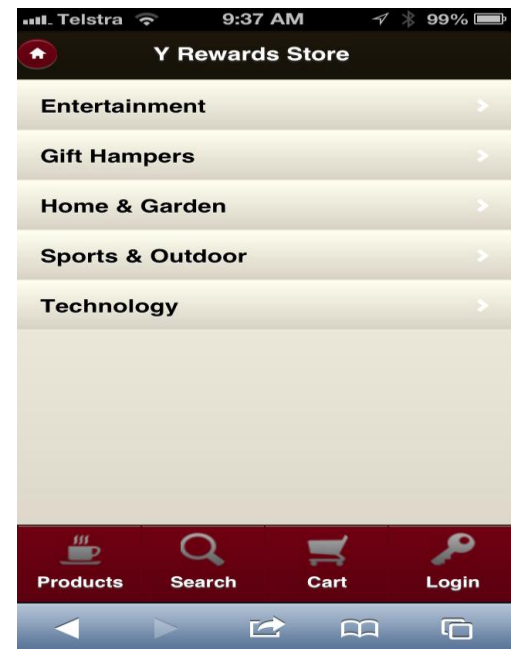 Telstra 9:37 AM 99%
Y Rewards Store
Entertainment
Gift Hampers
Home & Garden
Sports & Outdoor
Technology
Products Search Cart Login